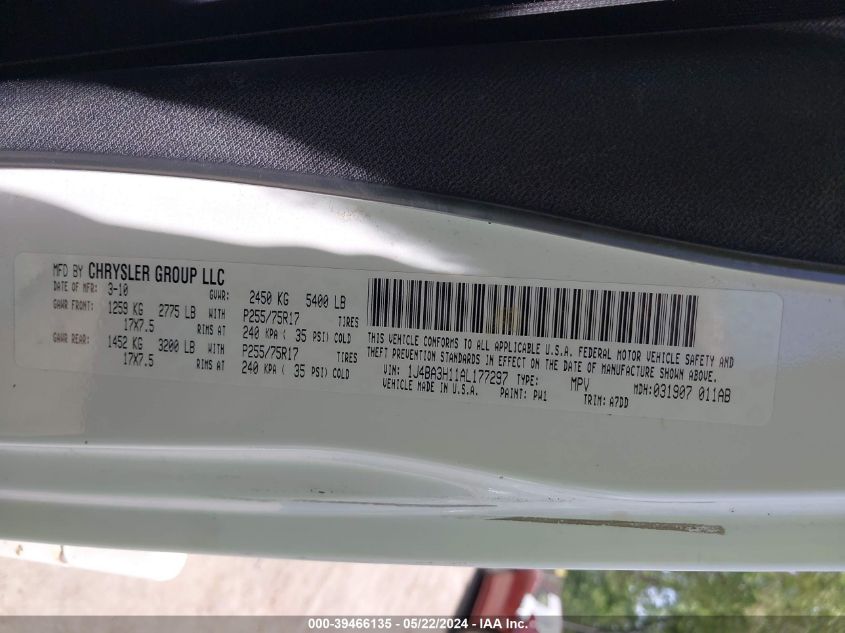 MFD BY CHRYSLER GROUP LLC
DATE OF MFR: 3-10 GVWR: 2450 KG 5400 LB
GAWR FRONT: 1259 KG 2775 LB WITH P255/75R17 TIRES
17X7.5 RIMS AT 240 KPA ( 35 PSI) COLD
GAWR REAR: 1452 KG 3200 LB WITH P255/75R17 TIRES
17X7.5 RIMS AT 240 KPA ( 35 PSI) COLD
THIS VEHICLE CONFORMS TO ALL APPLICABLE U.S.A. FEDERAL MOTOR VEHICLE SAFETY AND
THEFT PREVENTION STANDARDS IN EFFECT ON THE DATE OF MANUFACTURE SHOWN ABOVE.
VIN: 1J4BA3H11AL177297 TYPE: MPV MDH: 031907 011AB
VEHICLE MADE IN U.S.A. PAINT: PW1 TRIM: A7DD
000-39466135 - 05/22/2024 - IAA Inc.